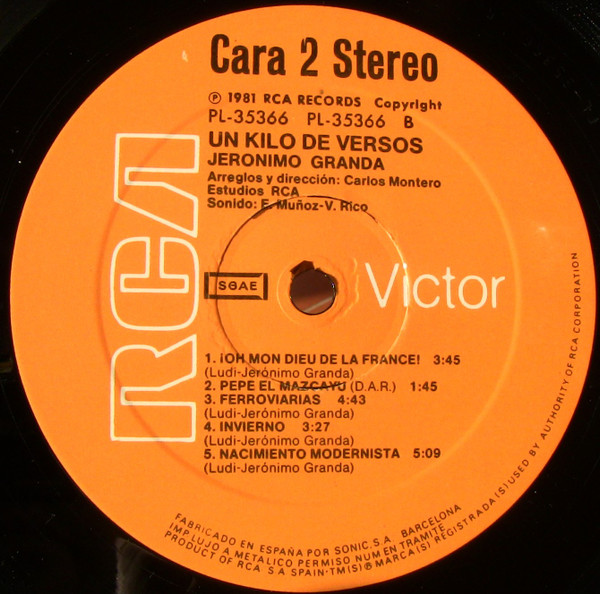 Cara 2 Stereo
℗ 1981 RCA RECORDS Copyright
PL-35366 PL-35366 B
UN KILO DE VERSOS
JERONIMO GRANDA
Arreglos y dirección: Carlos Montero
Estudios RCA
Sonido: F. Muñoz-V. Rico
RCA
SGAE
Victor
1. ¡OH MON DIEU DE LA FRANCE! 3:45
(Ludi-Jerónimo Granda)
2. PEPE EL MAZCAYU (D.A.R.) 1:45
3. FERROVIARIAS 4:43
(Ludi-Jerónimo Granda)
4. INVIERNO 3:27
(Ludi-Jerónimo Granda)
5. NACIMIENTO MODERNISTA 5:09
(Ludi-Jerónimo Granda)
FABRICADO EN ESPAÑA POR SONIC, S.A. BARCELONA
IMP. LUJO A METALICO PERMISO NUM EN TRAMITE
PRODUCT OF RCA S A SPAIN-TM(S) ® MARCA(S) REGISTRADA(S) USED BY AUTHORITY OF RCA CORPORATION